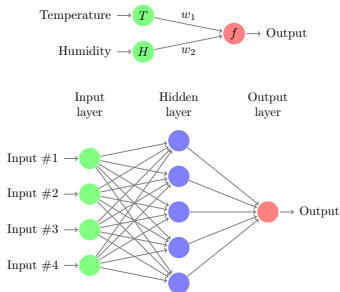 Temperature T w₁
f Output
Humidity H w₂
Input layer Hidden layer Output layer
Input #1
Input #2
Input #3
Input #4
Output